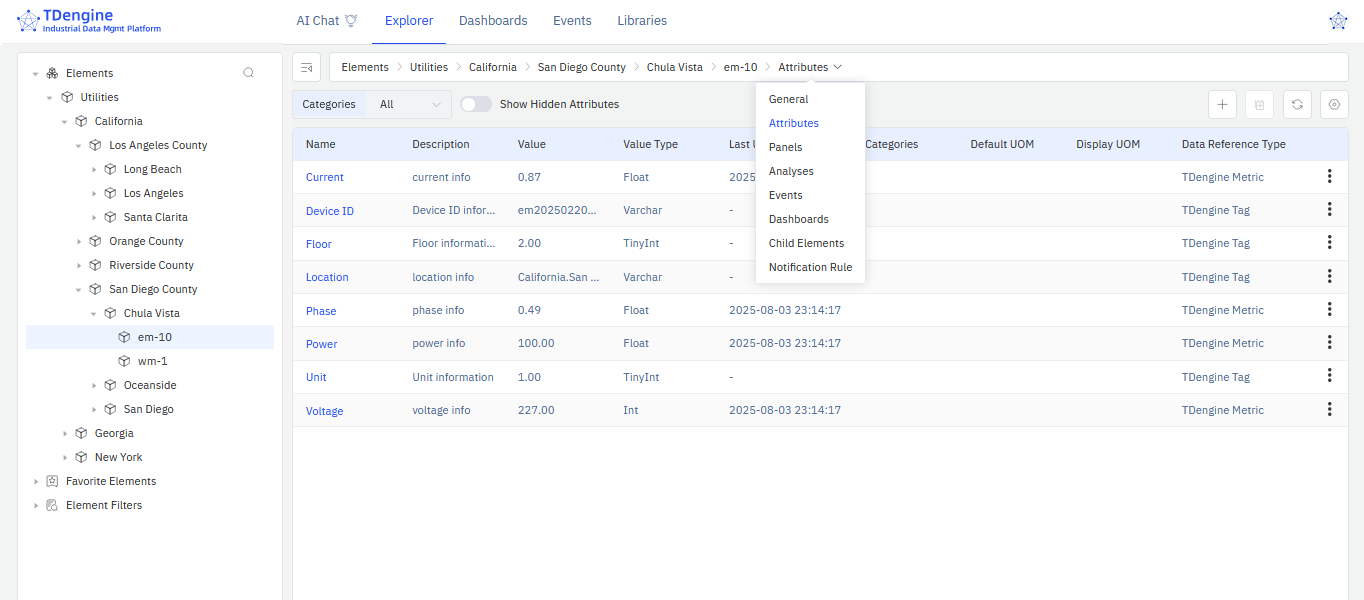 TDengine
Industrial Data Mgmt Platform
AI Chat
Explorer
Dashboards
Events
Libraries
Elements
Utilities
California
Los Angeles County
Long Beach
Los Angeles
Santa Clarita
Orange County
Riverside County
San Diego County
Chula Vista
em-10
wm-1
Oceanside
San Diego
Georgia
New York
Favorite Elements
Element Filters
Elements Utilities California San Diego County Chula Vista em-10 Attributes
Categories All Show Hidden Attributes
General
Attributes
Panels
Analyses
Events
Dashboards
Child Elements
Notification Rule
Name Description Value Value Type Last Categories Default UOM Display UOM Data Reference Type
Current current info 0.87 Float 2025 TDengine Metric
Device ID Device ID infor... em20250220... Varchar - TDengine Tag
Floor Floor informati... 2.00 TinyInt - TDengine Tag
Location location info California.San ... Varchar - TDengine Tag
Phase phase info 0.49 Float 2025-08-03 23:14:17 TDengine Metric
Power power info 100.00 Float 2025-08-03 23:14:17 TDengine Metric
Unit Unit information 1.00 TinyInt - TDengine Tag
Voltage voltage info 227.00 Int 2025-08-03 23:14:17 TDengine Metric